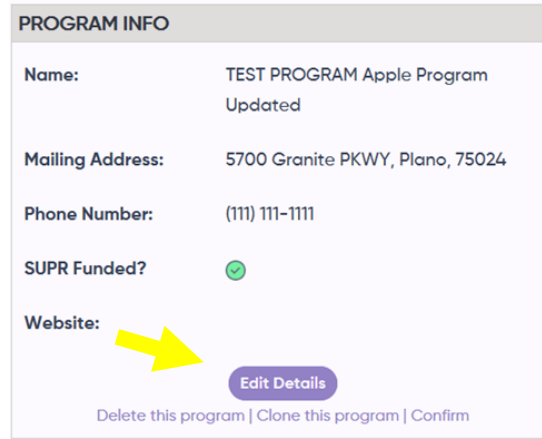 PROGRAM INFO
Name: TEST PROGRAM Apple Program
Updated
Mailing Address: 5700 Granite PKWY, Plano, 75024
Phone Number: (111) 111-1111
SUPR Funded?
Website:
Edit Details
Delete this program | Clone this program | Confirm